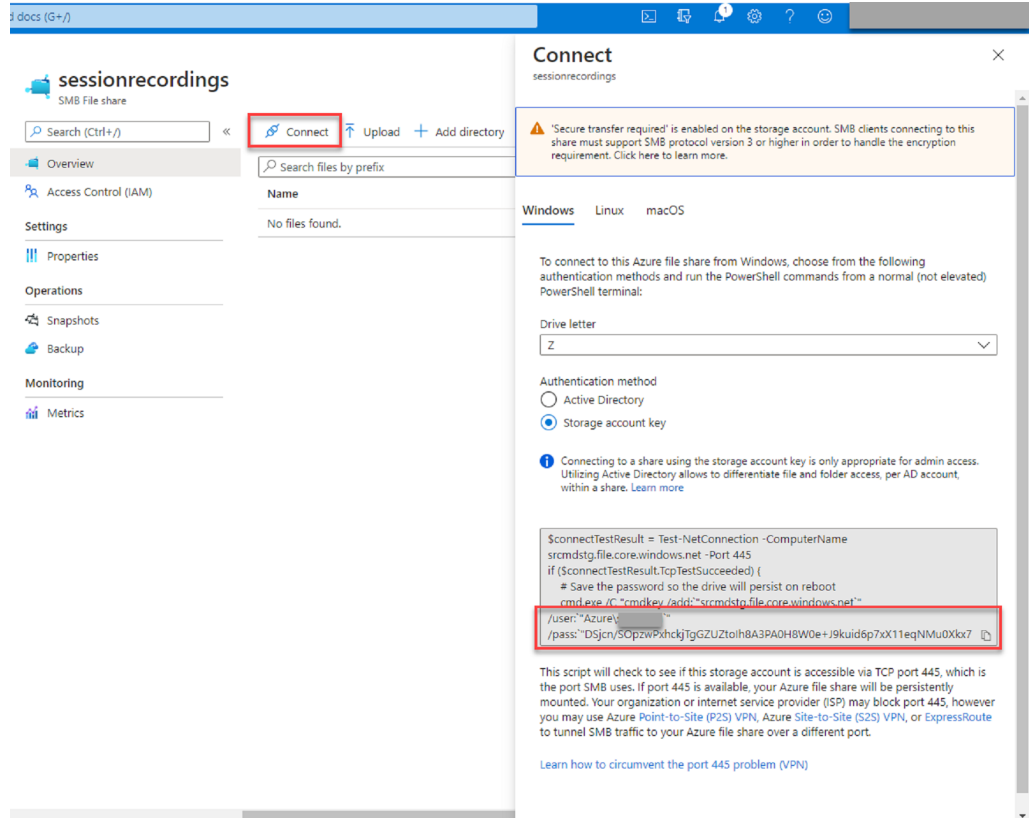 d docs (G+/)
1
sessionrecordings
SMB File share
Search (Ctrl+/)
«
Overview
Access Control (IAM)
Settings
Properties
Operations
Snapshots
Backup
Monitoring
Metrics
Connect
Upload
Add directory
Search files by prefix
Name
No files found.
Connect
sessionrecordings
'Secure transfer required' is enabled on the storage account. SMB clients connecting to this
share must support SMB protocol version 3 or higher in order to handle the encryption
requirement. Click here to learn more.
Windows Linux macOS
To connect to this Azure file share from Windows, choose from the following
authentication methods and run the PowerShell commands from a normal (not elevated)
PowerShell terminal:
Drive letter
Z
Authentication method
Active Directory
Storage account key
Connecting to a share using the storage account key is only appropriate for admin access.
Utilizing Active Directory allows to differentiate file and folder access, per AD account,
within a share. Learn more
$connectTestResult = Test-NetConnection -ComputerName
srcmdstg.file.core.windows.net -Port 445
if ($connectTestResult.TcpTestSucceeded) {
# Save the password so the drive will persist on reboot
cmd.exe /C "cmdkey /add:`"srcmdstg.file.core.windows.net`"
/user:`"Azure\ `"
/pass:`"DSjcn/SOpzwPxhckjTgGZUZtoIh8A3PA0H8W0e+J9kuid6p7xX11eqNMu0Xkx7
This script will check to see if this storage account is accessible via TCP port 445, which is
the port SMB uses. If port 445 is available, your Azure file share will be persistently
mounted. Your organization or internet service provider (ISP) may block port 445, however
you may use Azure Point-to-Site (P2S) VPN, Azure Site-to-Site (S2S) VPN, or ExpressRoute
to tunnel SMB traffic to your Azure file share over a different port.
Learn how to circumvent the port 445 problem (VPN)